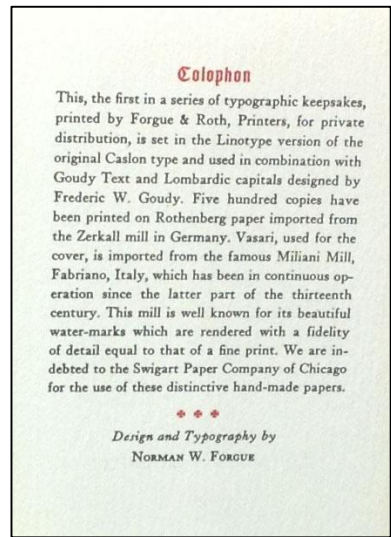 Colophon
This, the first in a series of typographic keepsakes,
printed by Forgue & Roth, Printers, for private
distribution, is set in the Linotype version of the
original Caslon type and used in combination with
Goudy Text and Lombardic capitals designed by
Frederic W. Goudy. Five hundred copies have
been printed on Rothenberg paper imported from
the Zerkall mill in Germany. Vasari, used for the
cover, is imported from the famous Miliani Mill,
Fabriano, Italy, which has been in continuous op-
eration since the latter part of the thirteenth
century. This mill is well known for its beautiful
water-marks which are rendered with a fidelity
of detail equal to that of a fine print. We are in-
debted to the Swigart Paper Company of Chicago
for the use of these distinctive hand-made papers.
Design and Typography by
NORMAN W. FORGUE